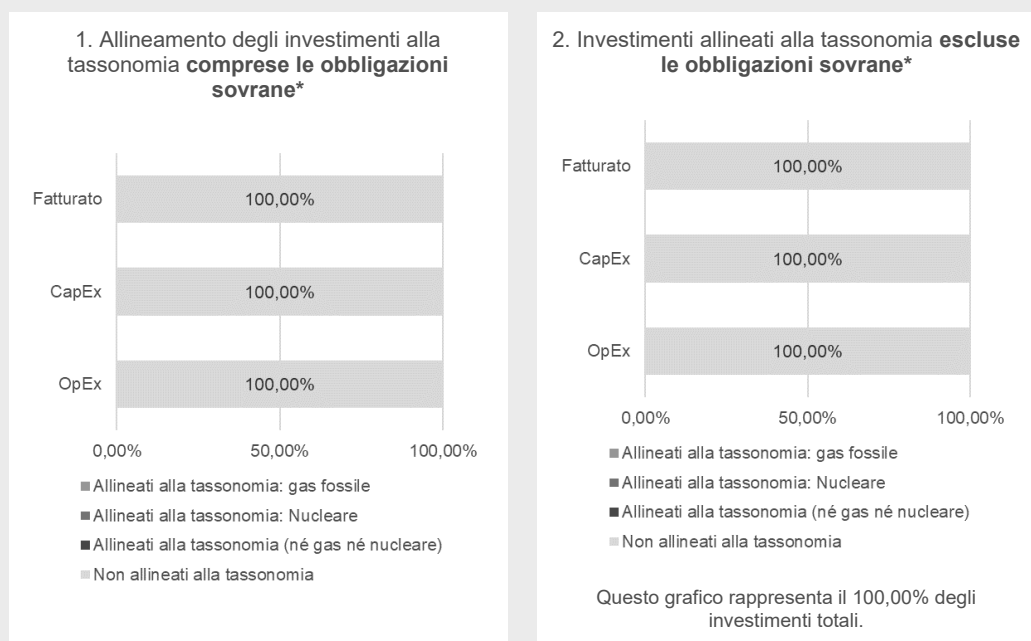 1. Allineamento degli investimenti alla
tassonomia comprese le obbligazioni
sovrane*
Fatturato
100,00%
CapEx
100,00%
OpEx
100,00%
0,00%
50,00%
100,00%
Allineati alla tassonomia: gas fossile
Allineati alla tassonomia: Nucleare
Allineati alla tassonomia (né gas né nucleare)
Non allineati alla tassonomia
2. Investimenti allineati alla tassonomia escluse
le obbligazioni sovrane*
Fatturato
100,00%
CapEx
100,00%
OpEx
100,00%
0,00%
50,00%
100,00%
Allineati alla tassonomia: gas fossile
Allineati alla tassonomia: Nucleare
Allineati alla tassonomia (né gas né nucleare)
Non allineati alla tassonomia
Questo grafico rappresenta il 100,00% degli
investimenti totali.